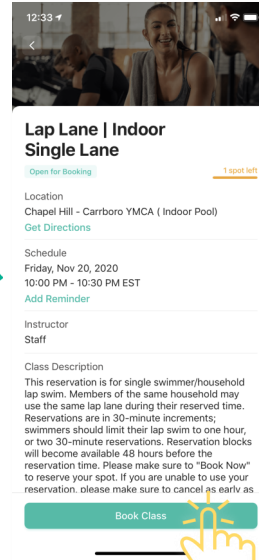 12:33
Lap Lane | Indoor
Single Lane
Open for Booking
1 spot left
Location
Chapel Hill - Carrboro YMCA ( Indoor Pool)
Get Directions
Schedule
Friday, Nov 20, 2020
10:00 PM - 10:30 PM EST
Add Reminder
Instructor
Staff
Class Description
This reservation is for single swimmer/household
lap swim. Members of the same household may
use the same lap lane during their reserved time.
Reservations are in 30-minute increments;
swimmers should limit their lap swim to one hour,
or two 30-minute reservations. Reservation blocks
will become available 48 hours before the
reservation time. Please make sure to "Book Now"
to reserve your spot. If you are unable to use your
reservation, please make sure to cancel as early as
Book Class